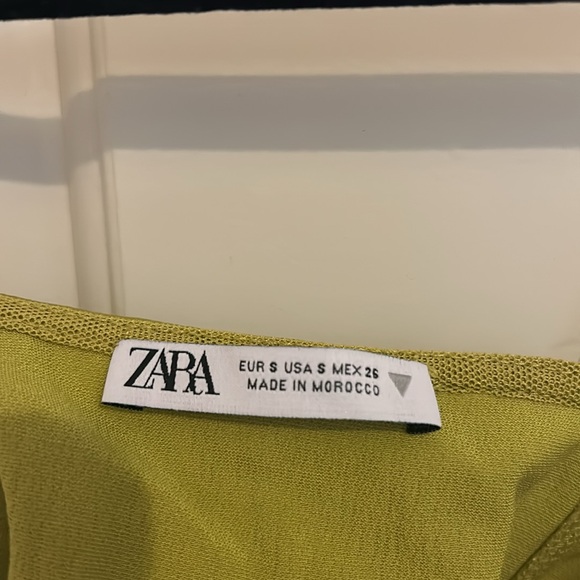 ZARA
EUR S USA S MEX 26
MADE IN MOROCCO